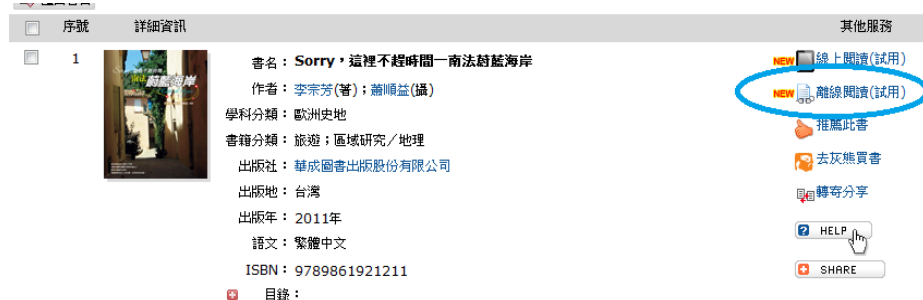 序號 詳細資訊 其他服務
1 書名： Sorry，這裡不趕時間—南法蔚藍海岸 NEW 線上閱讀(試用)
作者： 李宗芳(著)；蕭順益(攝) NEW 離線閱讀(試用)
學科分類： 歐洲史地 推薦此書
書籍分類： 旅遊；區域研究／地理
出版社： 華成圖書出版股份有限公司 去灰熊買書
出版地： 台灣 轉寄分享
出版年： 2011年
語文： 繁體中文 HELP
ISBN： 9789861921211 SHARE
目錄：